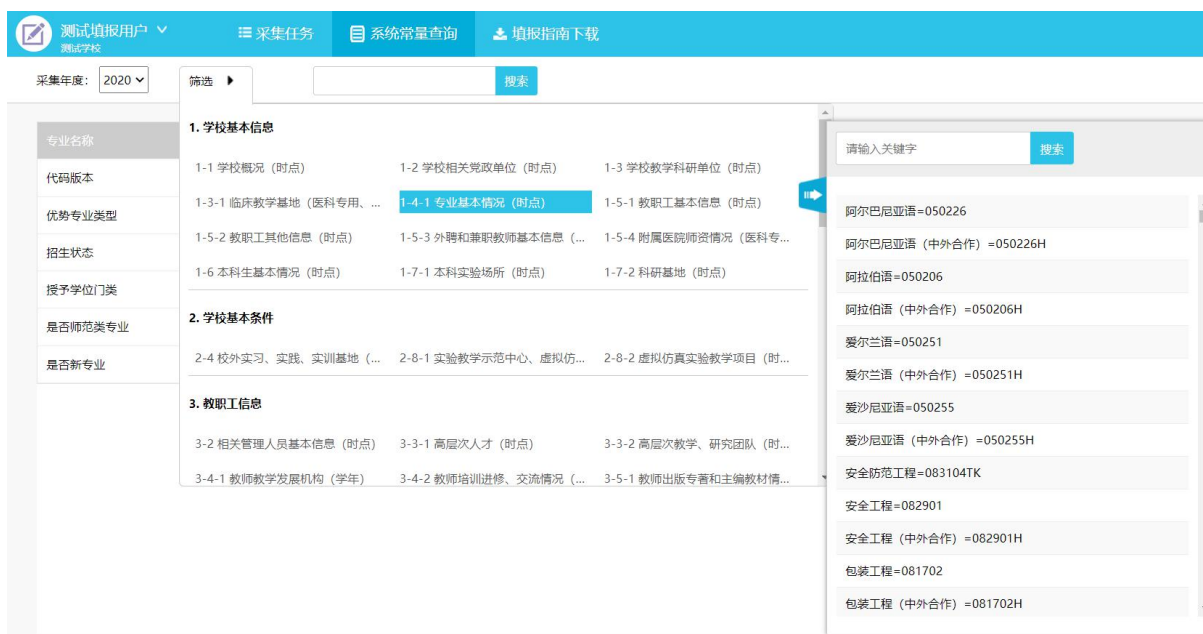 测试填报用户
测试学校
采集任务
系统常量查询
填报指南下载
采集年度： 2020
筛选
搜索
专业名称
代码版本
优势专业类型
招生状态
授予学位门类
是否师范类专业
是否新专业
1. 学校基本信息
1-1 学校概况（时点） 1-2 学校相关党政单位（时点） 1-3 学校教学科研单位（时点）
1-3-1 临床教学基地（医科专用、... 1-4-1 专业基本情况（时点） 1-5-1 教职工基本信息（时点）
1-5-2 教职工其他信息（时点） 1-5-3 外聘和兼职教师基本信息（... 1-5-4 附属医院师资情况（医科专...
1-6 本科生基本情况（时点） 1-7-1 本科实验场所（时点） 1-7-2 科研基地（时点）
2. 学校基本条件
2-4 校外实习、实践、实训基地（... 2-8-1 实验教学示范中心、虚拟仿... 2-8-2 虚拟仿真实验教学项目（时...
3. 教职工信息
3-2 相关管理人员基本信息（时点） 3-3-1 高层次人才（时点） 3-3-2 高层次教学、研究团队（时...
3-4-1 教师教学发展机构（学年） 3-4-2 教师培训进修、交流情况（... 3-5-1 教师出版专著和主编教材情...
请输入关键字 搜索
阿尔巴尼亚语=050226
阿尔巴尼亚语（中外合作）=050226H
阿拉伯语=050206
阿拉伯语（中外合作）=050206H
爱尔兰语=050251
爱尔兰语（中外合作）=050251H
爱沙尼亚语=050255
爱沙尼亚语（中外合作）=050255H
安全防范工程=083104TK
安全工程=082901
安全工程（中外合作）=082901H
包装工程=081702
包装工程（中外合作）=081702H